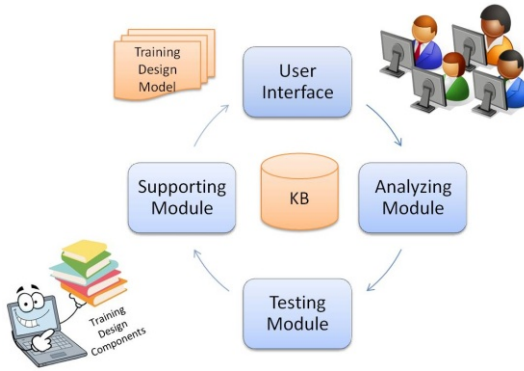 Training
Design
Model
User
Interface
Supporting
Module
KB
Analyzing
Module
Testing
Module
Training
Design
Components